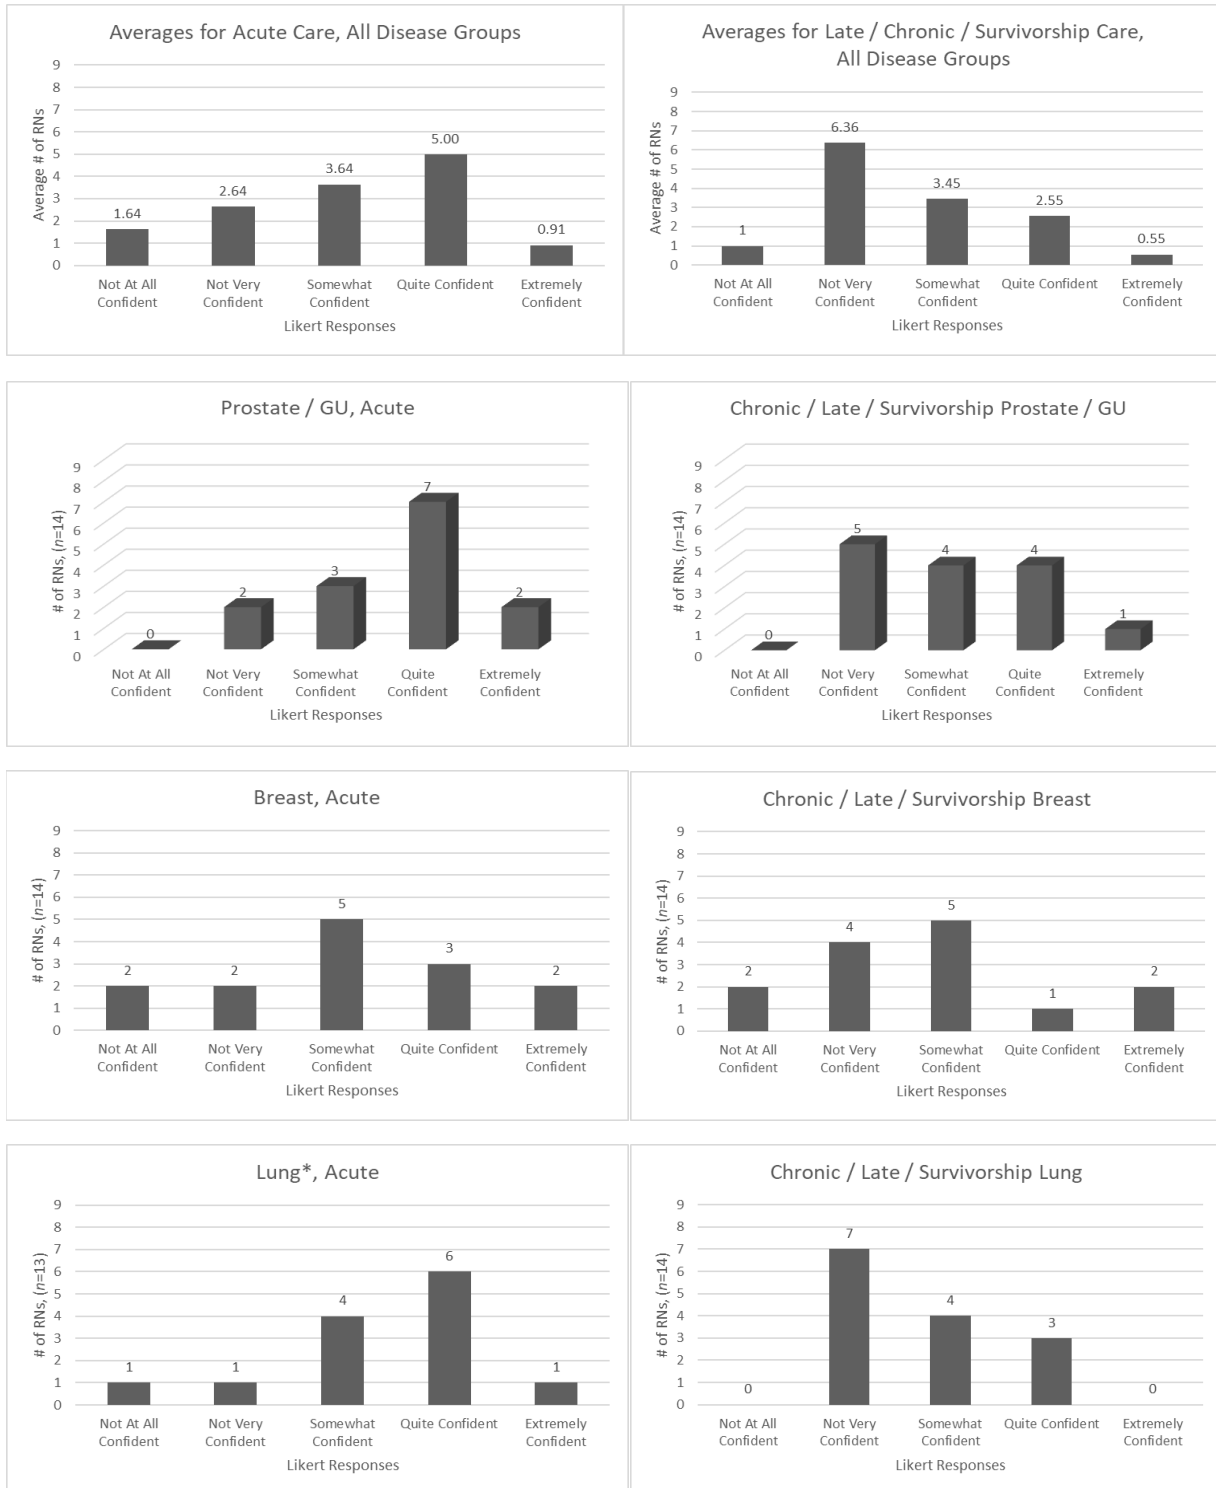 Averages for Acute Care, All Disease Groups
Average # of RNs
9
8
7
6
5
4
3
2
1
0
1.64
2.64
3.64
5.00
0.91
Not At All
Confident
Not Very
Confident
Somewhat
Confident
Quite Confident
Extremely
Confident
Likert Responses
Averages for Late / Chronic / Survivorship Care,
All Disease Groups
Average # of RNs
9
8
7
6
5
4
3
2
1
0
1
6.36
3.45
2.55
0.55
Not At All
Confident
Not Very
Confident
Somewhat
Confident
Quite Confident
Extremely
Confident
Likert Responses
Prostate / GU, Acute
# of RNs, (n=14)
9
8
7
6
5
4
3
2
1
0
0
2
3
7
2
Not At All
Confident
Not Very
Confident
Somewhat
Confident
Quite
Confident
Extremely
Confident
Likert Responses
Chronic / Late / Survivorship Prostate / GU
# of RNs, (n=14)
9
8
7
6
5
4
3
2
1
0
0
5
4
4
1
Not At All
Confident
Not Very
Confident
Somewhat
Confident
Quite
Confident
Extremely
Confident
Likert Responses
Breast, Acute
# of RNs, (n=14)
9
8
7
6
5
4
3
2
1
0
2
2
5
3
2
Not At All
Confident
Not Very
Confident
Somewhat
Confident
Quite Confident
Extremely
Confident
Likert Responses
Chronic / Late / Survivorship Breast
# of RNs, (n=14)
9
8
7
6
5
4
3
2
1
0
2
4
5
1
2
Not At All
Confident
Not Very
Confident
Somewhat
Confident
Quite Confident
Extremely
Confident
Likert Responses
Lung*, Acute
# of RNs, (n=13)
9
8
7
6
5
4
3
2
1
0
1
1
4
6
1
Not At All
Confident
Not Very
Confident
Somewhat
Confident
Quite Confident
Extremely
Confident
Likert Responses
Chronic / Late / Survivorship Lung
# of RNs, (n=14)
9
8
7
6
5
4
3
2
1
0
0
7
4
3
0
Not At All
Confident
Not Very
Confident
Somewhat
Confident
Quite Confident
Extremely
Confident
Likert Responses